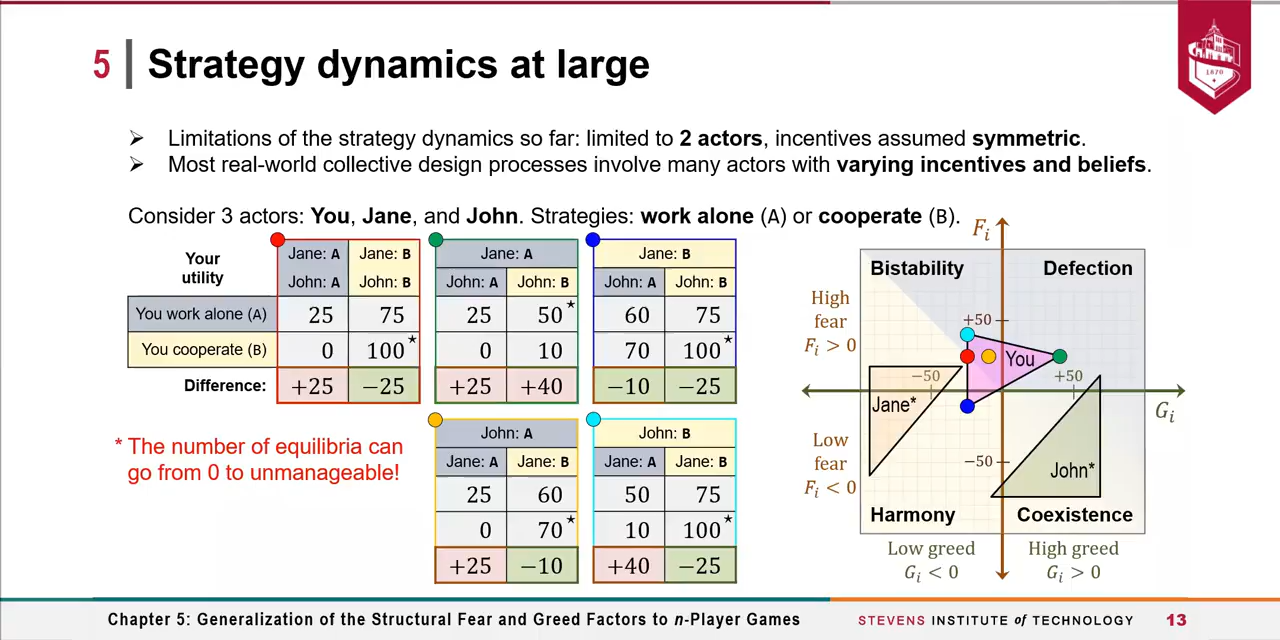 5 | Strategy dynamics at large
1870
➢ Limitations of the strategy dynamics so far: limited to 2 actors, incentives assumed symmetric.
➢ Most real-world collective design processes involve many actors with varying incentives and beliefs.
Consider 3 actors: You, Jane, and John. Strategies: work alone (A) or cooperate (B).
Your utility
You work alone (A)
You cooperate (B)
Difference:
Jane: A Jane: B
John: A John: B
25 75
0 100*
+25 −25
Jane: A
John: A John: B
25 50*
0 10
+25 +40
Jane: B
John: A John: B
60 75
70 100*
−10 −25
* The number of equilibria can
go from 0 to unmanageable!
John: A
Jane: A Jane: B
25 60
0 70*
+25 −10
John: B
Jane: A Jane: B
50 75
10 100*
+40 −25
Fᵢ
Bistability
Defection
High
fear
Fᵢ > 0
+50
You
−50
+50
Gᵢ
Jane*
Low
fear
Fᵢ < 0
−50
John*
Harmony
Coexistence
Low greed
Gᵢ < 0
High greed
Gᵢ > 0
Chapter 5: Generalization of the Structural Fear and Greed Factors to n-Player Games
STEVENS INSTITUTE of TECHNOLOGY 13